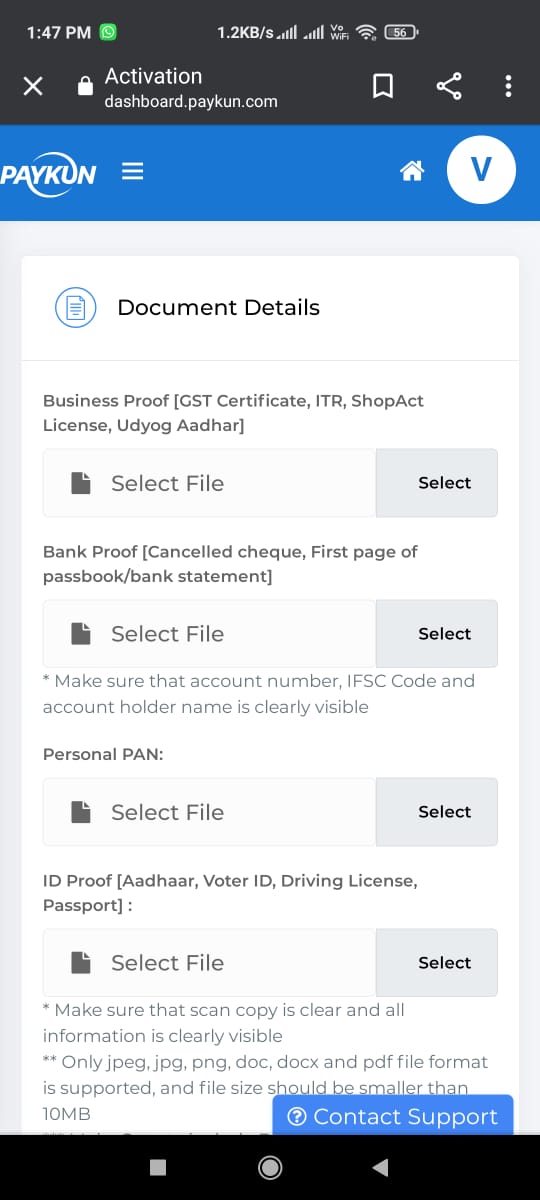 1:47 PM
1.2KB/s
Vo
WiFi
56
Activation
dashboard.paykun.com
PAYKUN
V
Document Details
Business Proof [GST Certificate, ITR, ShopAct
License, Udyog Aadhar]
Select File
Select
Bank Proof [Cancelled cheque, First page of
passbook/bank statement]
Select File
Select
* Make sure that account number, IFSC Code and
account holder name is clearly visible
Personal PAN:
Select File
Select
ID Proof [Aadhaar, Voter ID, Driving License,
Passport] :
Select File
Select
* Make sure that scan copy is clear and all
information is clearly visible
** Only jpeg, jpg, png, doc, docx and pdf file format
is supported, and file size should be smaller than
10MB
Contact Support